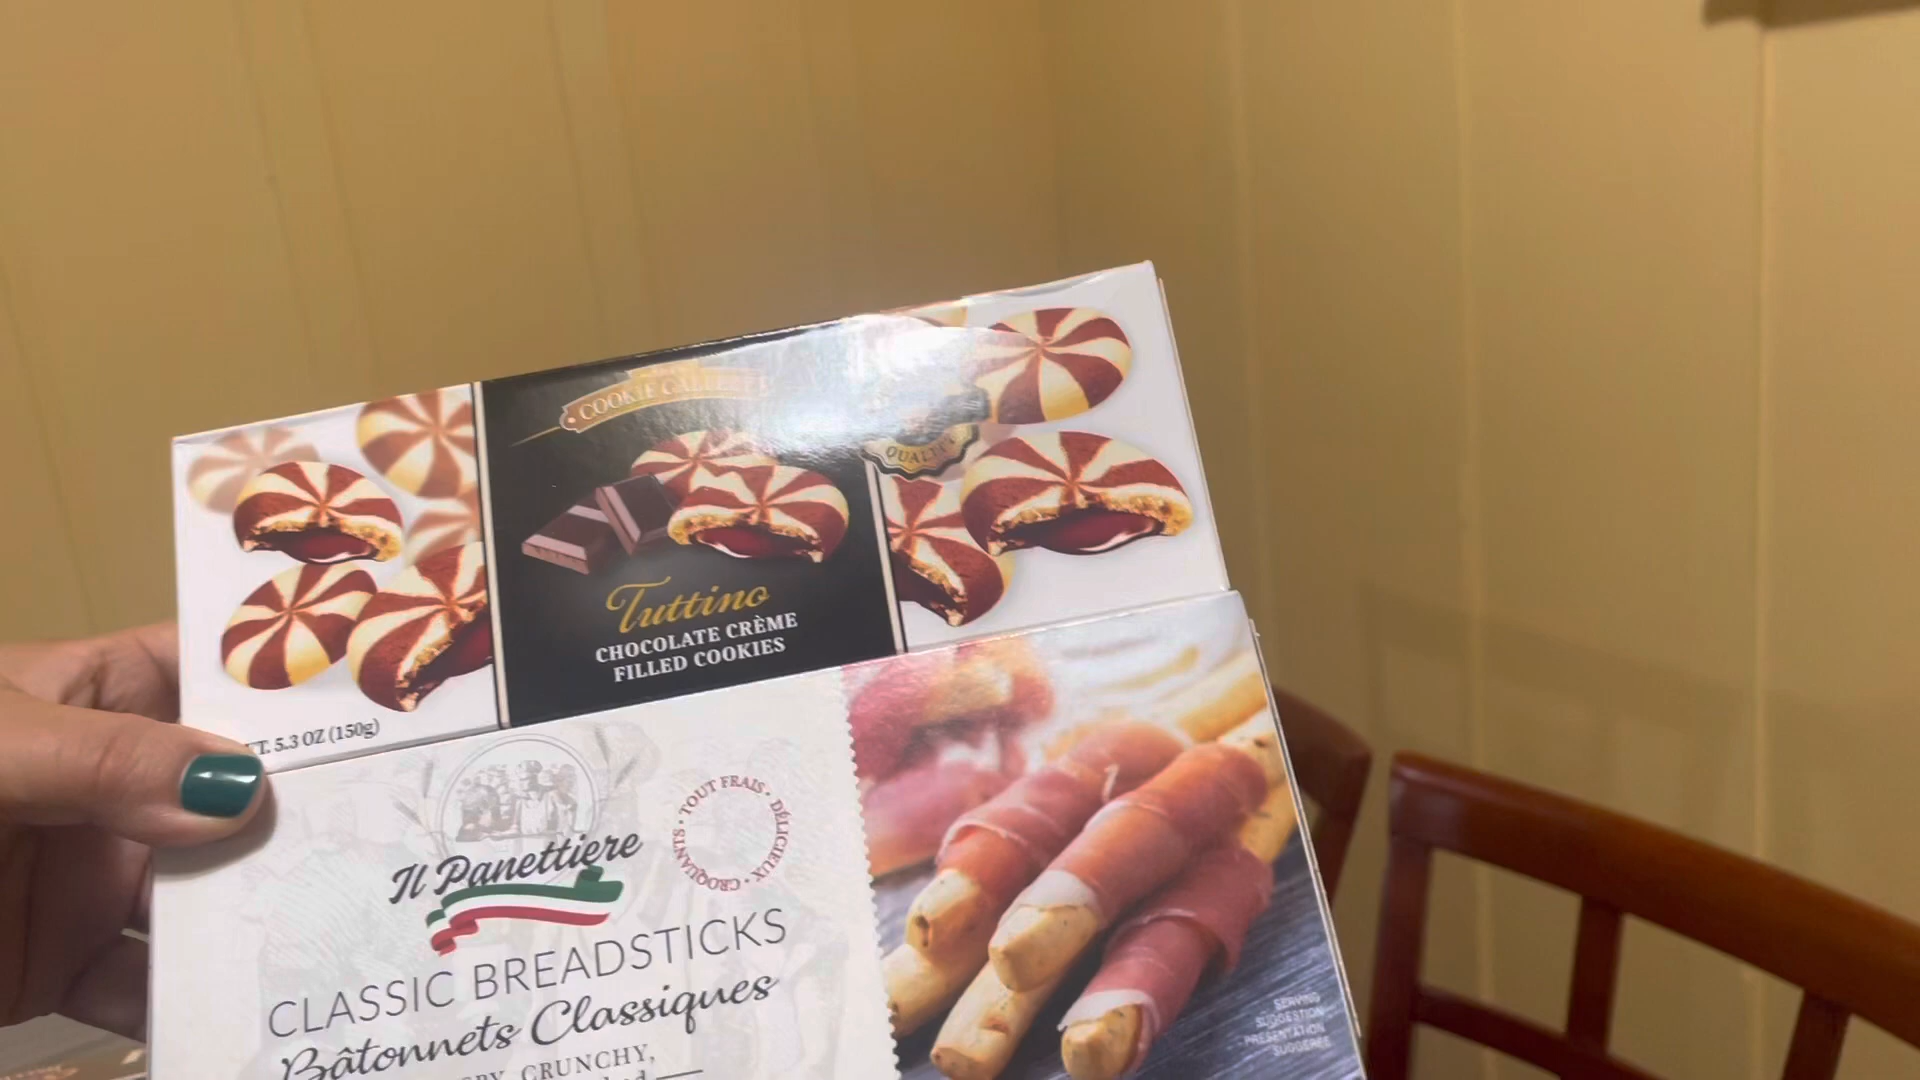 COOKIE
QUALITY
Tuttino
CHOCOLATE CRÈME
FILLED COOKIES
5.3 OZ (150g)
TOUT FRAIS • DÉLICIEUX • CROQUANTS •
Il Panettiere
CLASSIC BREADSTICKS
Bâtonnets Classiques
CRUNCHY,
SERVING
SUGGESTION
PRÉSENTATION
SUGGÉRÉE